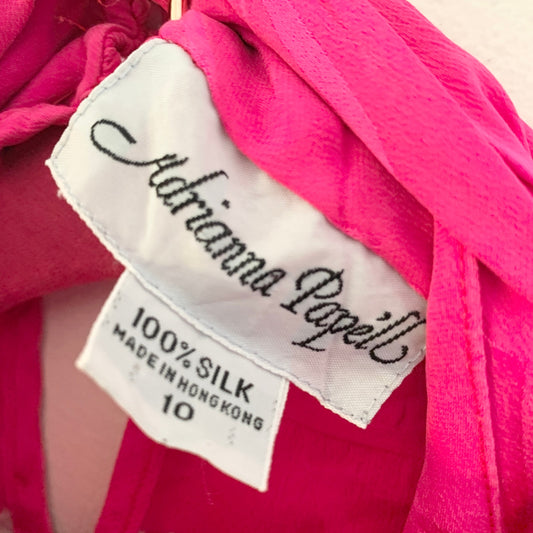 Adrianna Papell
100% SILK
MADE IN HONG KONG
10